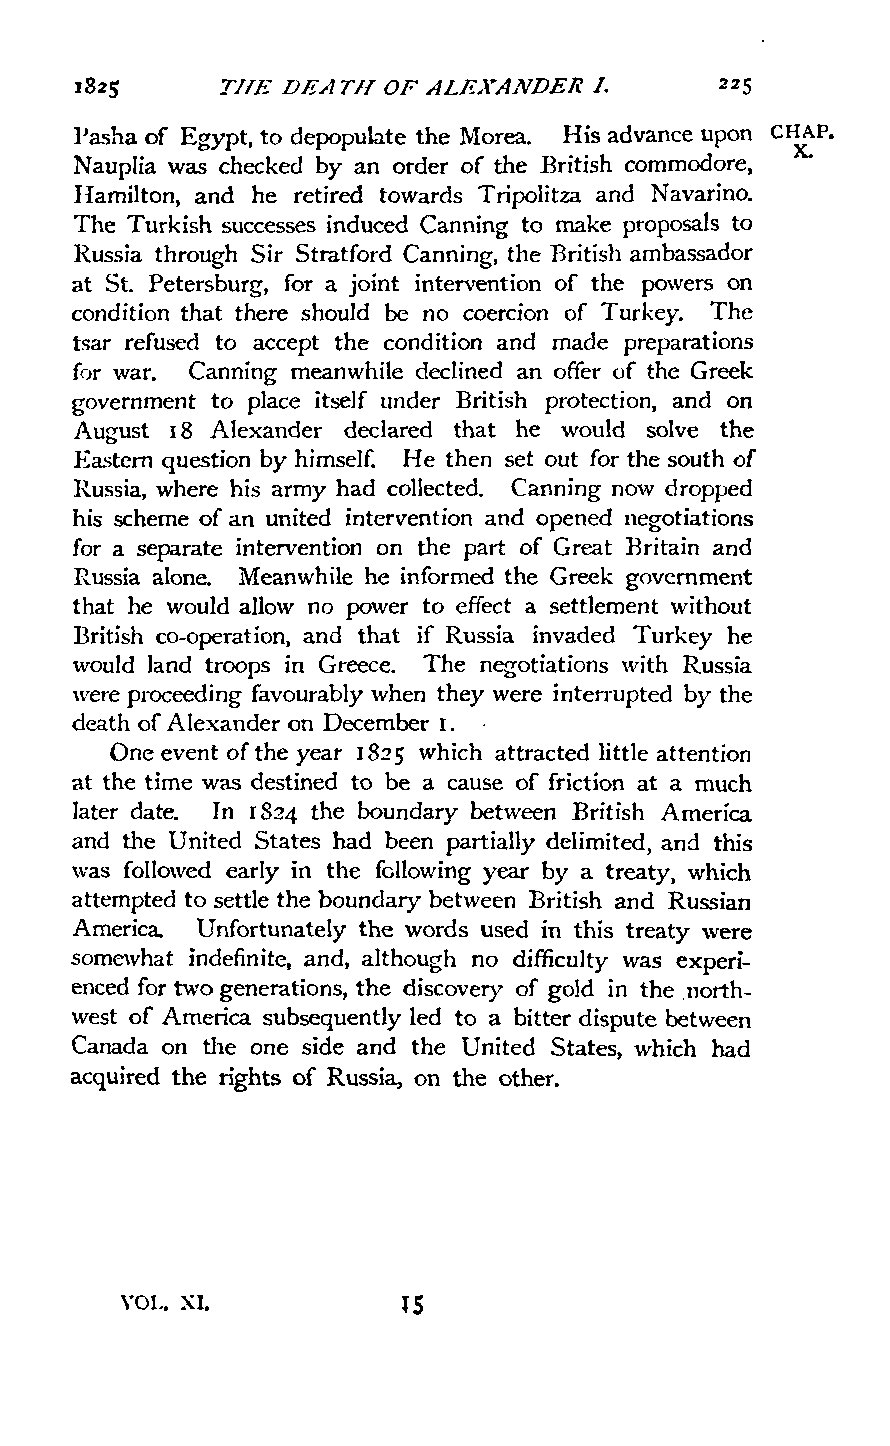 1825 THE DEATH OF ALEXANDER I. 225
Pasha of Egypt, to depopulate the Morea. His advance upon CHAP. X.
Nauplia was checked by an order of the British commodore,
Hamilton, and he retired towards Tripolitza and Navarino.
The Turkish successes induced Canning to make proposals to
Russia through Sir Stratford Canning, the British ambassador
at St. Petersburg, for a joint intervention of the powers on
condition that there should be no coercion of Turkey. The
tsar refused to accept the condition and made preparations
for war. Canning meanwhile declined an offer of the Greek
government to place itself under British protection, and on
August 18 Alexander declared that he would solve the
Eastern question by himself. He then set out for the south of
Russia, where his army had collected. Canning now dropped
his scheme of an united intervention and opened negotiations
for a separate intervention on the part of Great Britain and
Russia alone. Meanwhile he informed the Greek government
that he would allow no power to effect a settlement without
British co-operation, and that if Russia invaded Turkey he
would land troops in Greece. The negotiations with Russia
were proceeding favourably when they were interrupted by the
death of Alexander on December 1.
One event of the year 1825 which attracted little attention
at the time was destined to be a cause of friction at a much
later date. In 1824 the boundary between British America
and the United States had been partially delimited, and this
was followed early in the following year by a treaty, which
attempted to settle the boundary between British and Russian
America. Unfortunately the words used in this treaty were
somewhat indefinite, and, although no difficulty was experi-
enced for two generations, the discovery of gold in the north-
west of America subsequently led to a bitter dispute between
Canada on the one side and the United States, which had
acquired the rights of Russia, on the other.
VOL. XI. 15